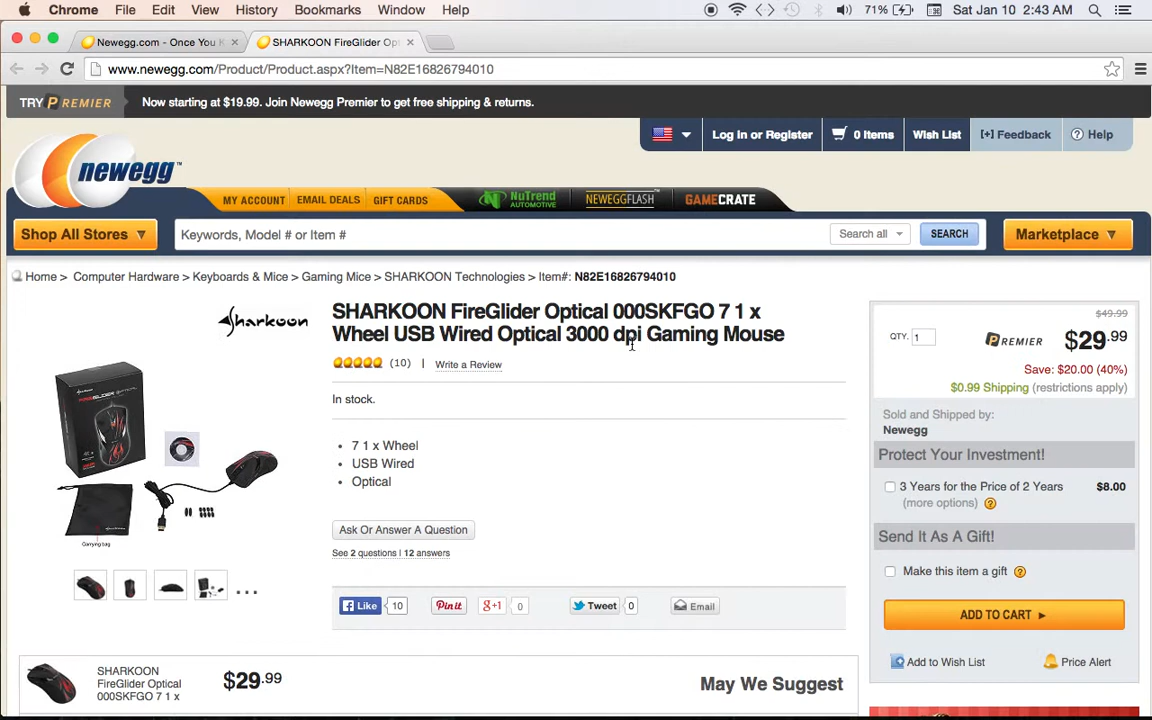 Chrome File Edit View History Bookmarks Window Help 71% Sat Jan 10 2:43 AM
Newegg.com - Once You K × SHARKOON FireGlider Op ×
www.newegg.com/Product/Product.aspx?Item=N82E16826794010
TRY PREMIER Now starting at $19.99. Join Newegg Premier to get free shipping & returns.
Log in or Register 0 Items Wish List [+] Feedback ? Help
newegg™
MY ACCOUNT EMAIL DEALS GIFT CARDS NuTrend AUTOMOTIVE NEWEGGFLASH™ GAMECRATE
Shop All Stores ▼ Keywords, Model # or Item # Search all SEARCH Marketplace ▼
Home > Computer Hardware > Keyboards & Mice > Gaming Mice > SHARKOON Technologies > Item#: N82E16826794010
Sharkoon
SHARKOON FireGlider Optical 000SKFGO 7 1 x
Wheel USB Wired Optical 3000 dpi Gaming Mouse
(10) | Write a Review
In stock.
• 7 1 x Wheel
• USB Wired
• Optical
Ask Or Answer A Question
See 2 questions | 12 answers
Carrying bag
...
Like 10 Pin it g+1 0 Tweet 0 Email
$49.99
QTY. 1 PREMIER $29.99
Save: $20.00 (40%)
$0.99 Shipping (restrictions apply)
Sold and Shipped by:
Newegg
Protect Your Investment!
3 Years for the Price of 2 Years $8.00
(more options) ?
Send It As A Gift!
Make this item a gift ?
ADD TO CART ►
Add to Wish List Price Alert
SHARKOON
FireGlider Optical
000SKFGO 7 1 x
$29.99
May We Suggest